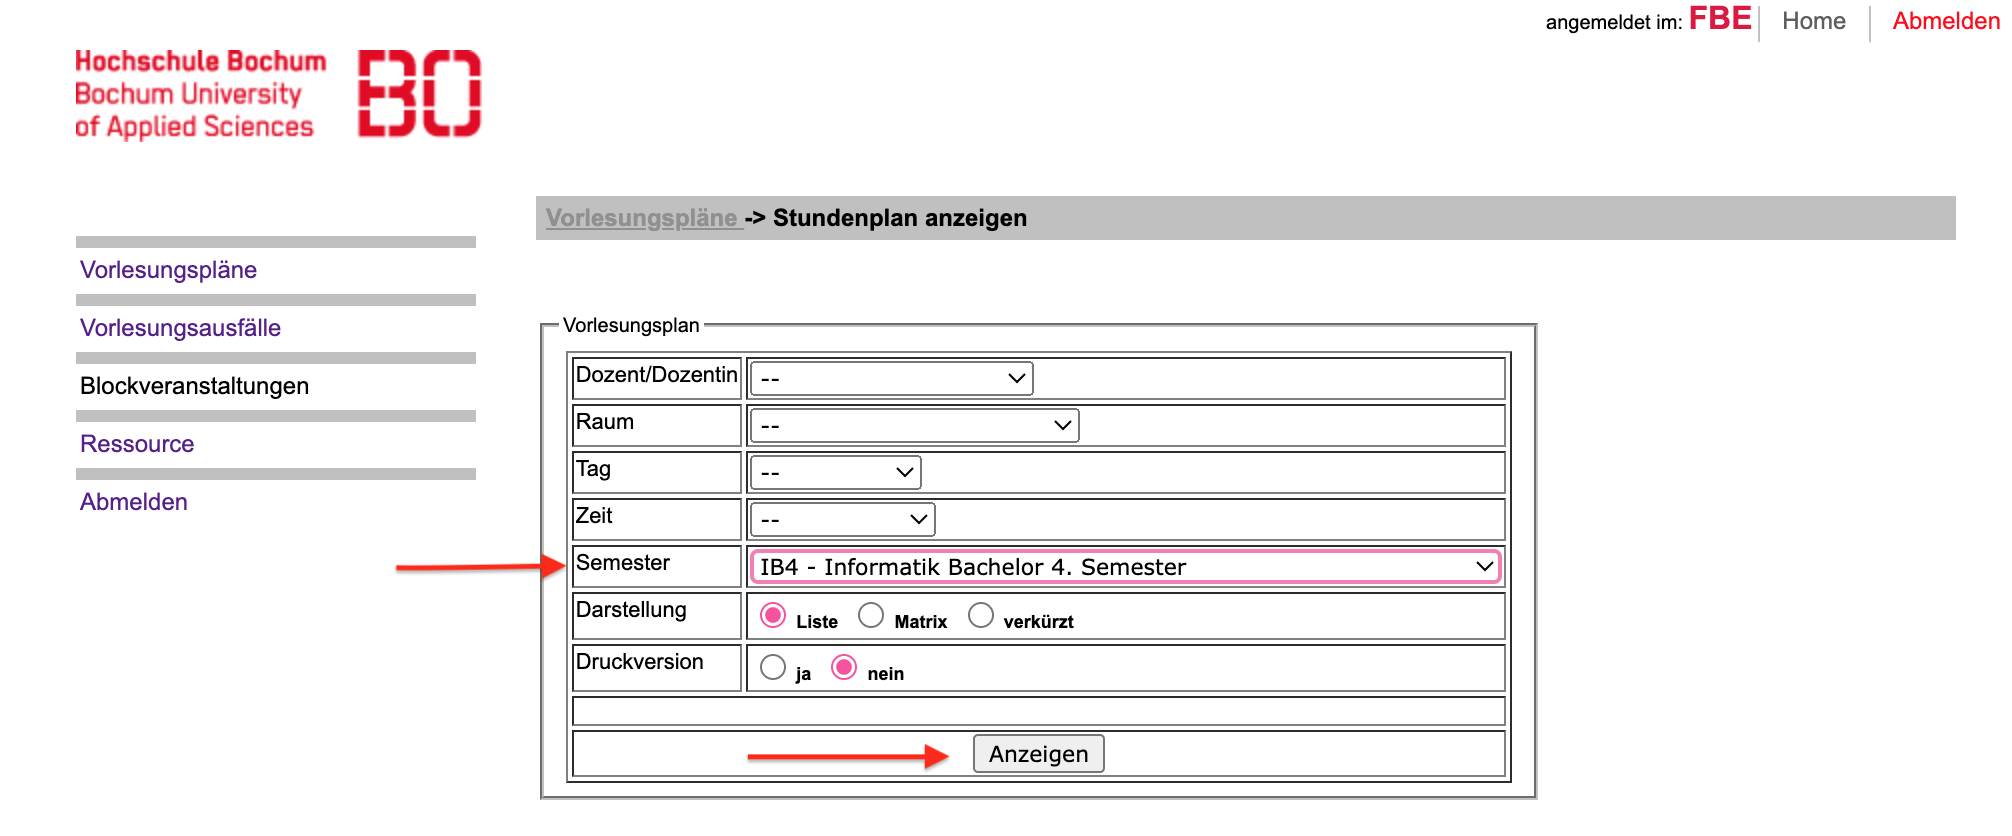 angemeldet im: FBE Home Abmelden
Hochschule Bochum
Bochum University
of Applied Sciences
BO
Vorlesungspläne -> Stundenplan anzeigen
Vorlesungspläne
Vorlesungsausfälle
Blockveranstaltungen
Ressource
Abmelden
Vorlesungsplan
Dozent/Dozentin --
Raum --
Tag --
Zeit --
Semester IB4 - Informatik Bachelor 4. Semester
Darstellung Liste Matrix verkürzt
Druckversion ja nein
Anzeigen